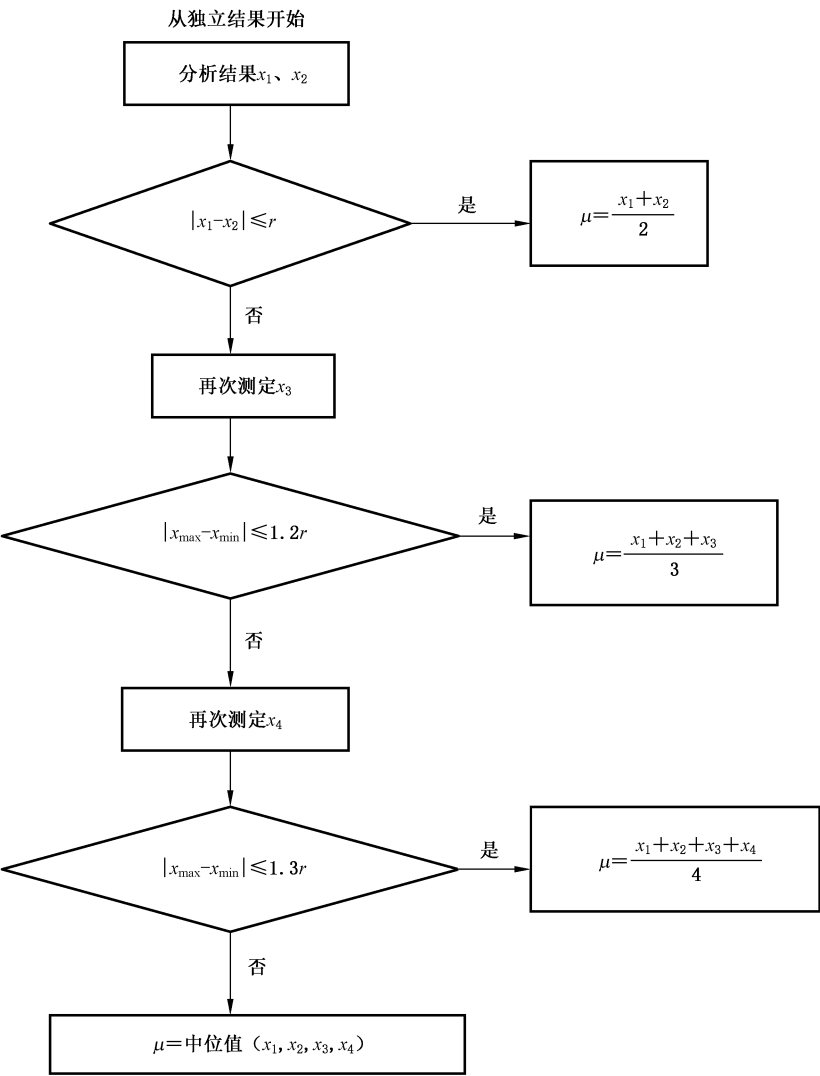 从独立结果开始
分析结果x₁、x₂
|x₁-x₂|≤r
是
μ=(x₁+x₂)/2
否
再次测定x₃
|xmax-xmin|≤1.2r
是
μ=(x₁+x₂+x₃)/3
否
再次测定x₄
|xmax-xmin|≤1.3r
是
μ=(x₁+x₂+x₃+x₄)/4
否
μ=中位值（x₁,x₂,x₃,x₄）